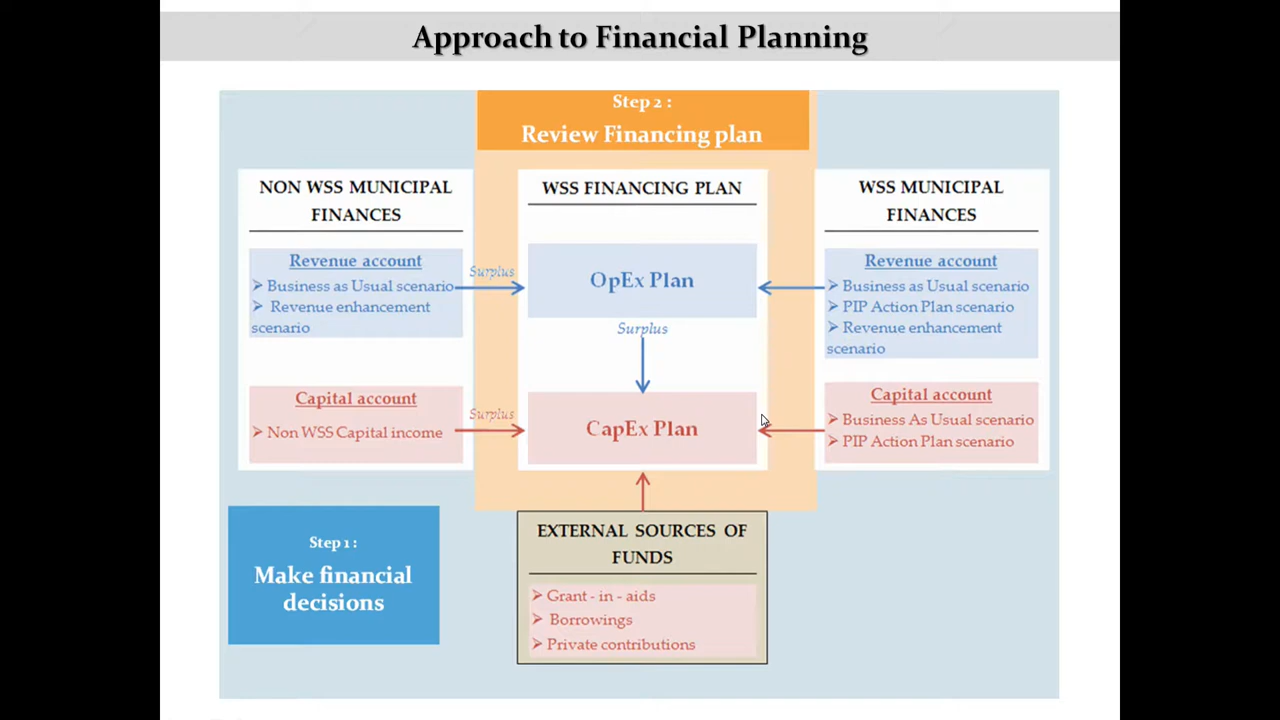 Approach to Financial Planning
Step 2 :
Review Financing plan
NON WSS MUNICIPAL
FINANCES
Revenue account
➢ Business as Usual scenario
➢ Revenue enhancement
scenario
Capital account
➢ Non WSS Capital income
Surplus
Surplus
WSS FINANCING PLAN
OpEx Plan
Surplus
CapEx Plan
WSS MUNICIPAL
FINANCES
Revenue account
➢ Business as Usual scenario
➢ PIP Action Plan scenario
➢ Revenue enhancement
scenario
Capital account
➢ Business As Usual scenario
➢ PIP Action Plan scenario
Step 1 :
Make financial
decisions
EXTERNAL SOURCES OF
FUNDS
➢ Grant - in - aids
➢ Borrowings
➢ Private contributions